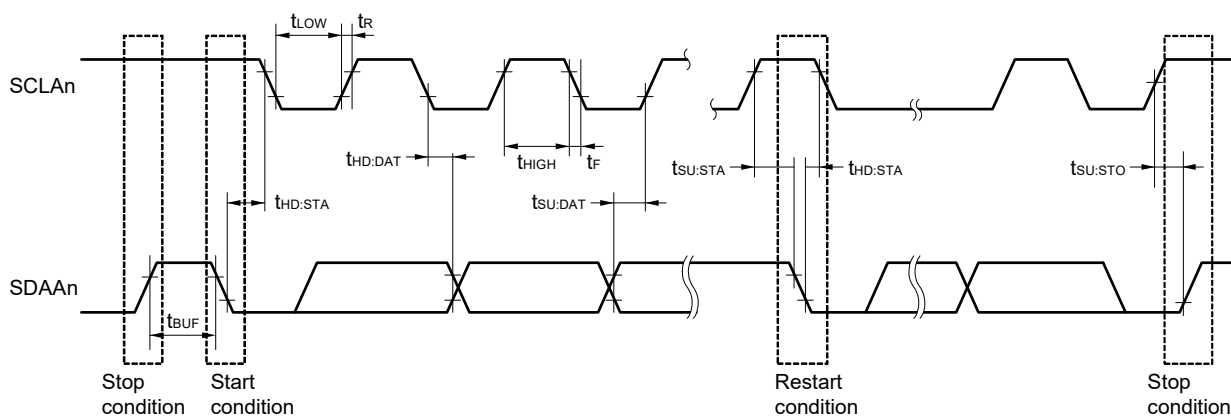 tLOW
tR
SCLAn
tHD:DAT
tHIGH
tF
tSU:STA
tHD:STA
tSU:STO
tHD:STA
tSU:DAT
SDAAn
tBUF
Stop
condition
Start
condition
Restart
condition
Stop
condition